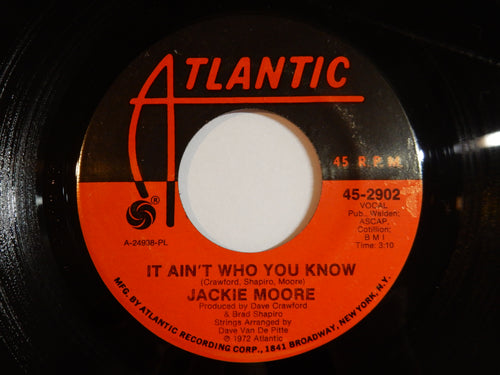 ATLANTIC
45 R.P.M.
®
A-24938-PL
45-2902
VOCAL
Pub., Walden;
ASCAP,
Cotillion;
B M I
Time: 3:10
IT AIN'T WHO YOU KNOW
(Crawford, Shapiro, Moore)
JACKIE MOORE
Produced by Dave Crawford
& Brad Shapiro
Strings Arranged by
Dave Van De Pitte
℗ 1972 Atlantic
MFG. BY ATLANTIC RECORDING CORP., 1841 BROADWAY, NEW YORK, N.Y.